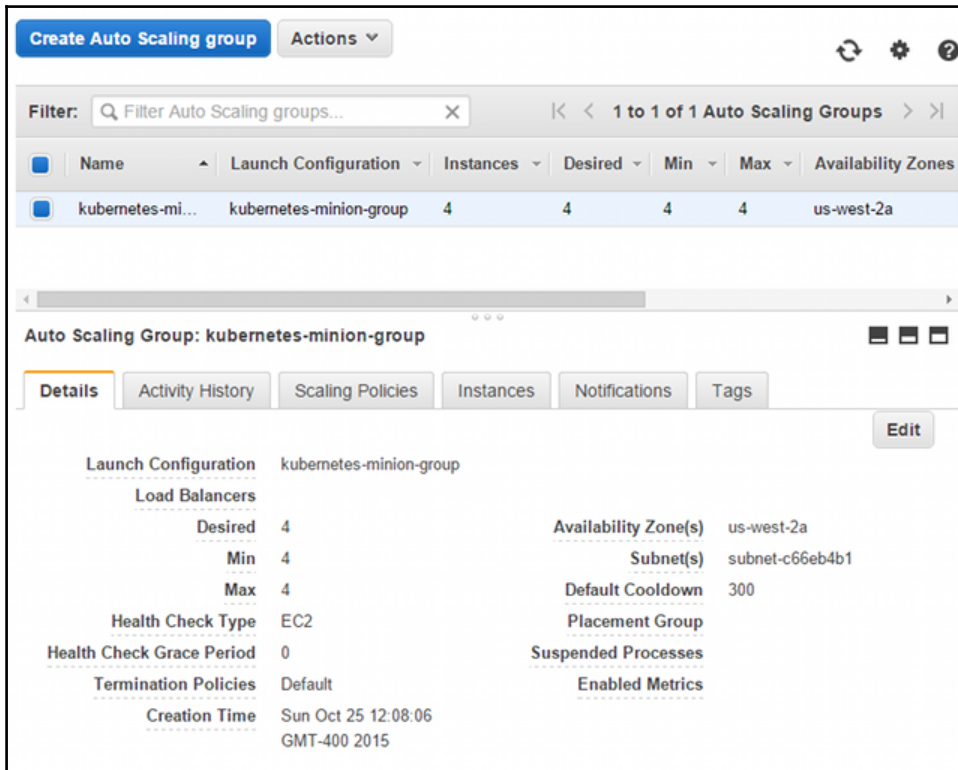 Create Auto Scaling group Actions
Filter: Filter Auto Scaling groups... 1 to 1 of 1 Auto Scaling Groups
Name Launch Configuration Instances Desired Min Max Availability Zones
kubernetes-mi... kubernetes-minion-group 4 4 4 4 us-west-2a
Auto Scaling Group: kubernetes-minion-group
Details Activity History Scaling Policies Instances Notifications Tags
Edit
Launch Configuration kubernetes-minion-group
Load Balancers
Desired 4 Availability Zone(s) us-west-2a
Min 4 Subnet(s) subnet-c66eb4b1
Max 4 Default Cooldown 300
Health Check Type EC2 Placement Group
Health Check Grace Period 0 Suspended Processes
Termination Policies Default Enabled Metrics
Creation Time Sun Oct 25 12:08:06
GMT-400 2015